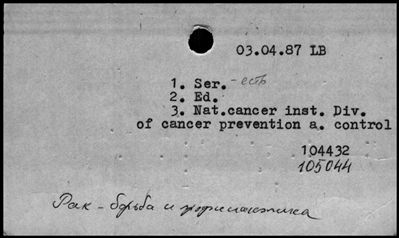 03.04.87 LB
1. Ser. - есть
2. Ed.
3. Nat.cancer inst. Div.
of cancer prevention a. control
104432
105044
Рак - борьба и профилактика